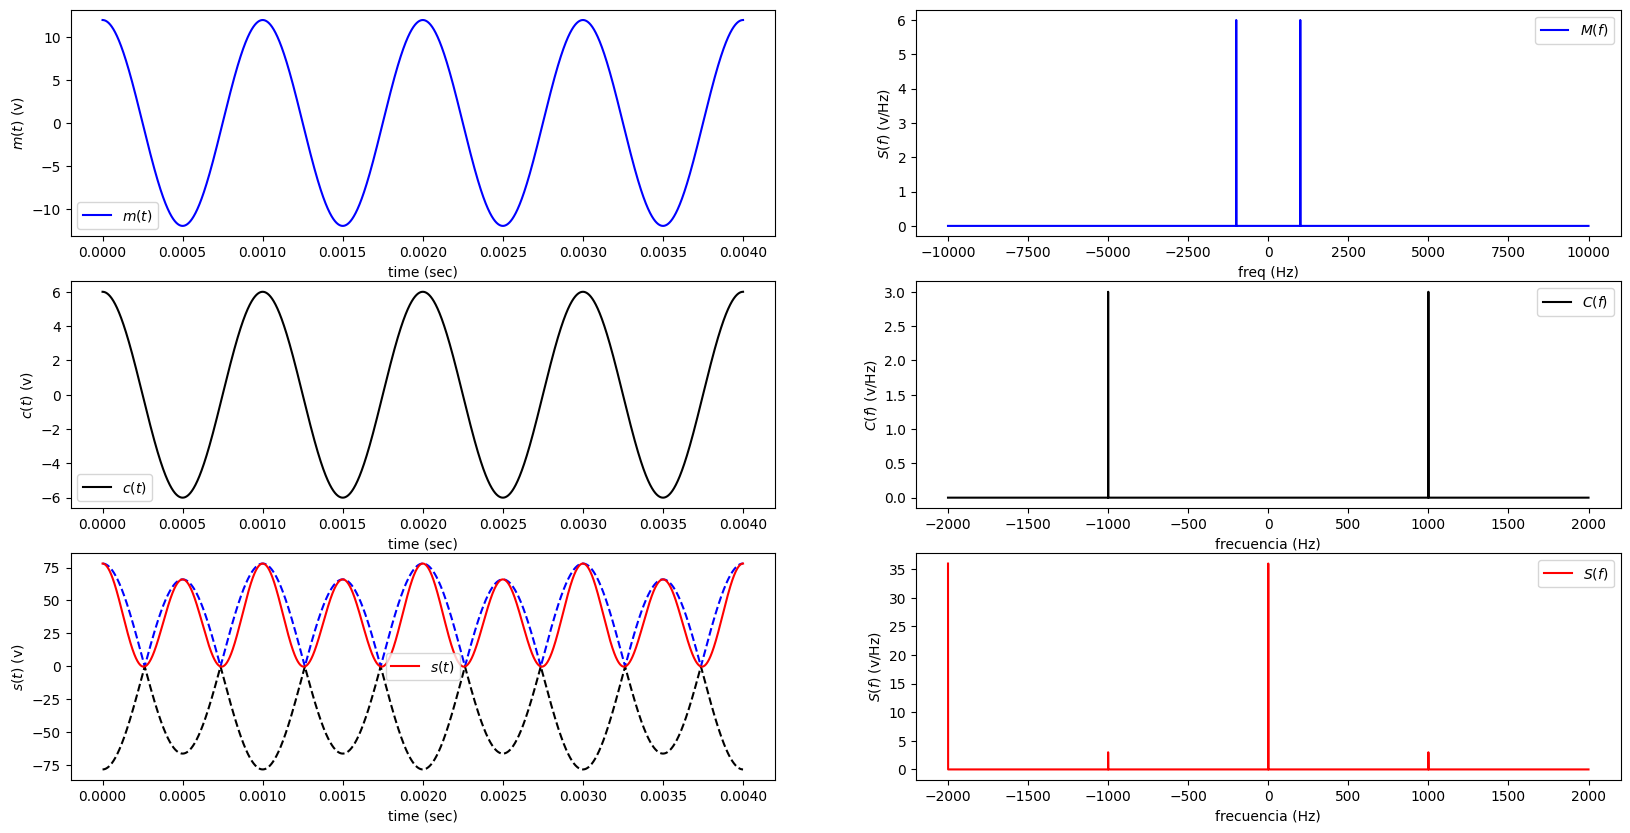 m(t) (v)
10
5
0
−5
−10
m(t)
0.0000 0.0005 0.0010 0.0015 0.0020 0.0025 0.0030 0.0035 0.0040
time (sec)
S(f) (v/Hz)
6
5
4
3
2
1
0
M(f)
−10000 −7500 −5000 −2500 0 2500 5000 7500 10000
freq (Hz)
c(t) (v)
6
4
2
0
−2
−4
−6
c(t)
0.0000 0.0005 0.0010 0.0015 0.0020 0.0025 0.0030 0.0035 0.0040
time (sec)
C(f) (v/Hz)
3.0
2.5
2.0
1.5
1.0
0.5
0.0
C(f)
−2000 −1500 −1000 −500 0 500 1000 1500 2000
frecuencia (Hz)
s(t) (v)
75
50
25
0
−25
−50
−75
s(t)
0.0000 0.0005 0.0010 0.0015 0.0020 0.0025 0.0030 0.0035 0.0040
time (sec)
S(f) (v/Hz)
35
30
25
20
15
10
5
0
S(f)
−2000 −1500 −1000 −500 0 500 1000 1500 2000
frecuencia (Hz)